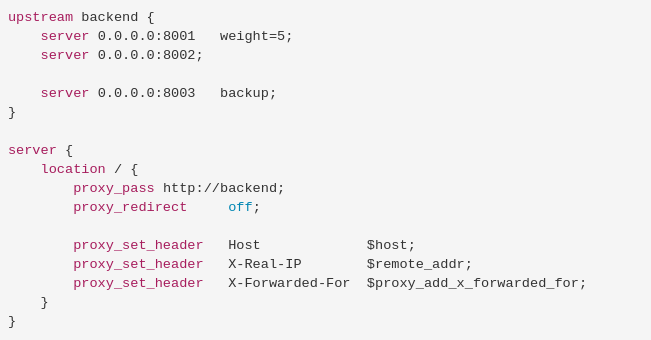 upstream backend {
    server 0.0.0.0:8001   weight=5;
    server 0.0.0.0:8002;

    server 0.0.0.0:8003   backup;
}

server {
    location / {
        proxy_pass http://backend;
        proxy_redirect     off;

        proxy_set_header   Host             $host;
        proxy_set_header   X-Real-IP        $remote_addr;
        proxy_set_header   X-Forwarded-For  $proxy_add_x_forwarded_for;
    }
}